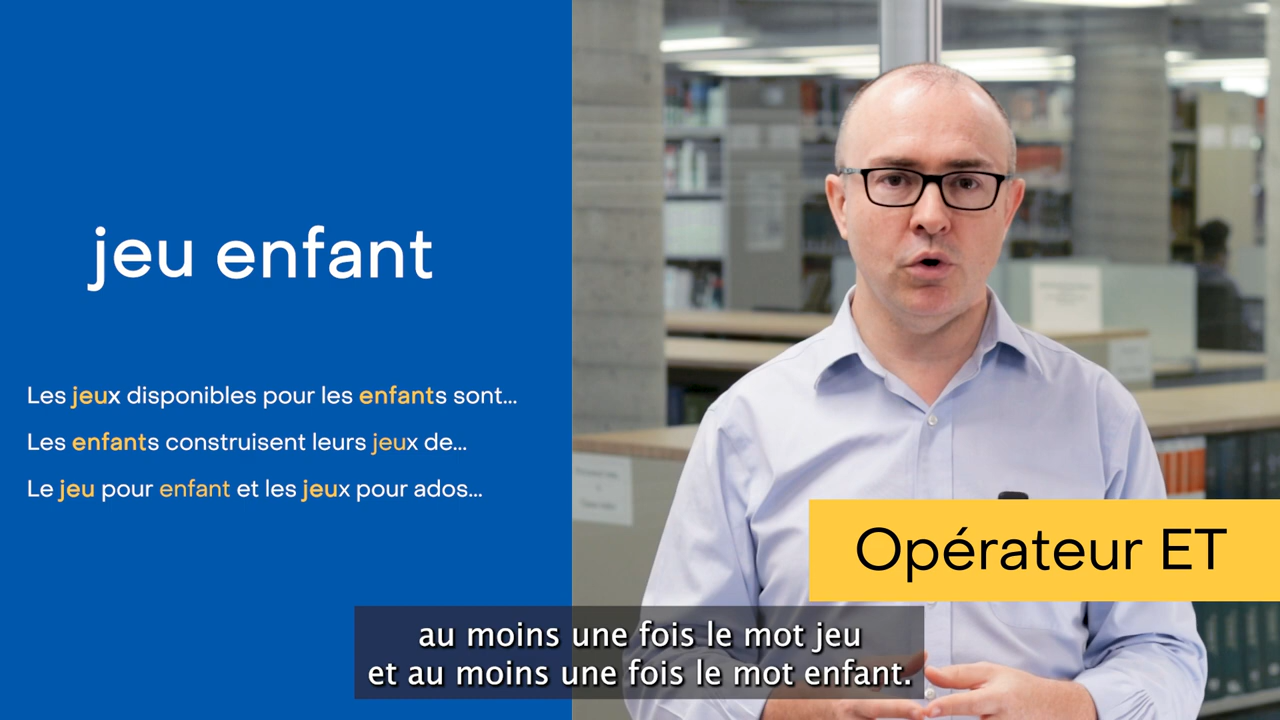 jeu enfant
Les jeux disponibles pour les enfants sont...
Les enfants construisent leurs jeux de...
Le jeu pour enfant et les jeux pour ados...
Opérateur ET
au moins une fois le mot jeu
et au moins une fois le mot enfant.